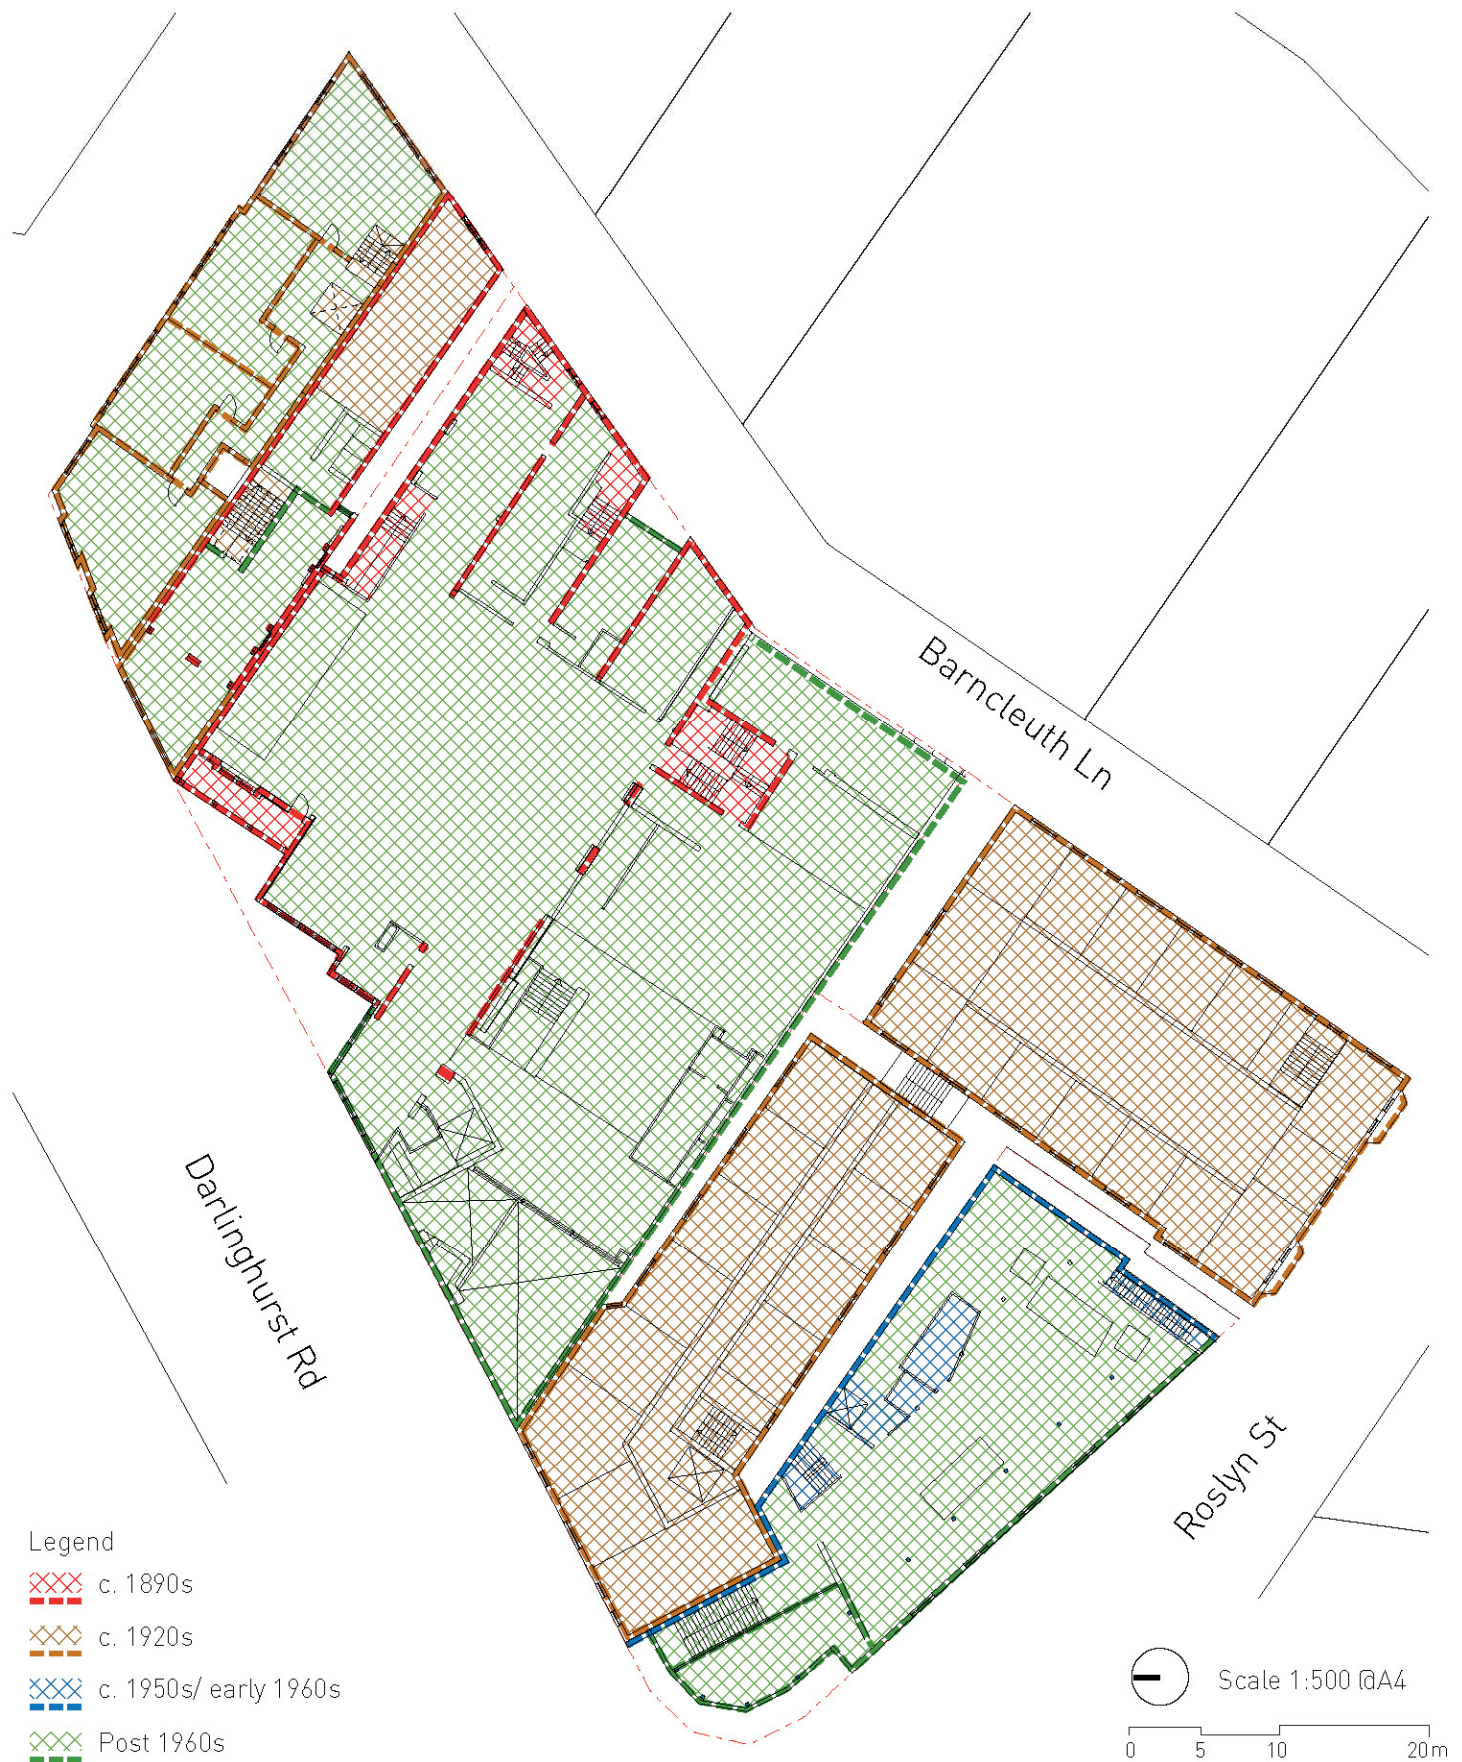 Barncleuth Ln
Darlinghurst Rd
Roslyn St
Legend
c. 1890s
c. 1920s
c. 1950s/ early 1960s
Post 1960s
Scale 1:500 @A4
0 5 10 20m